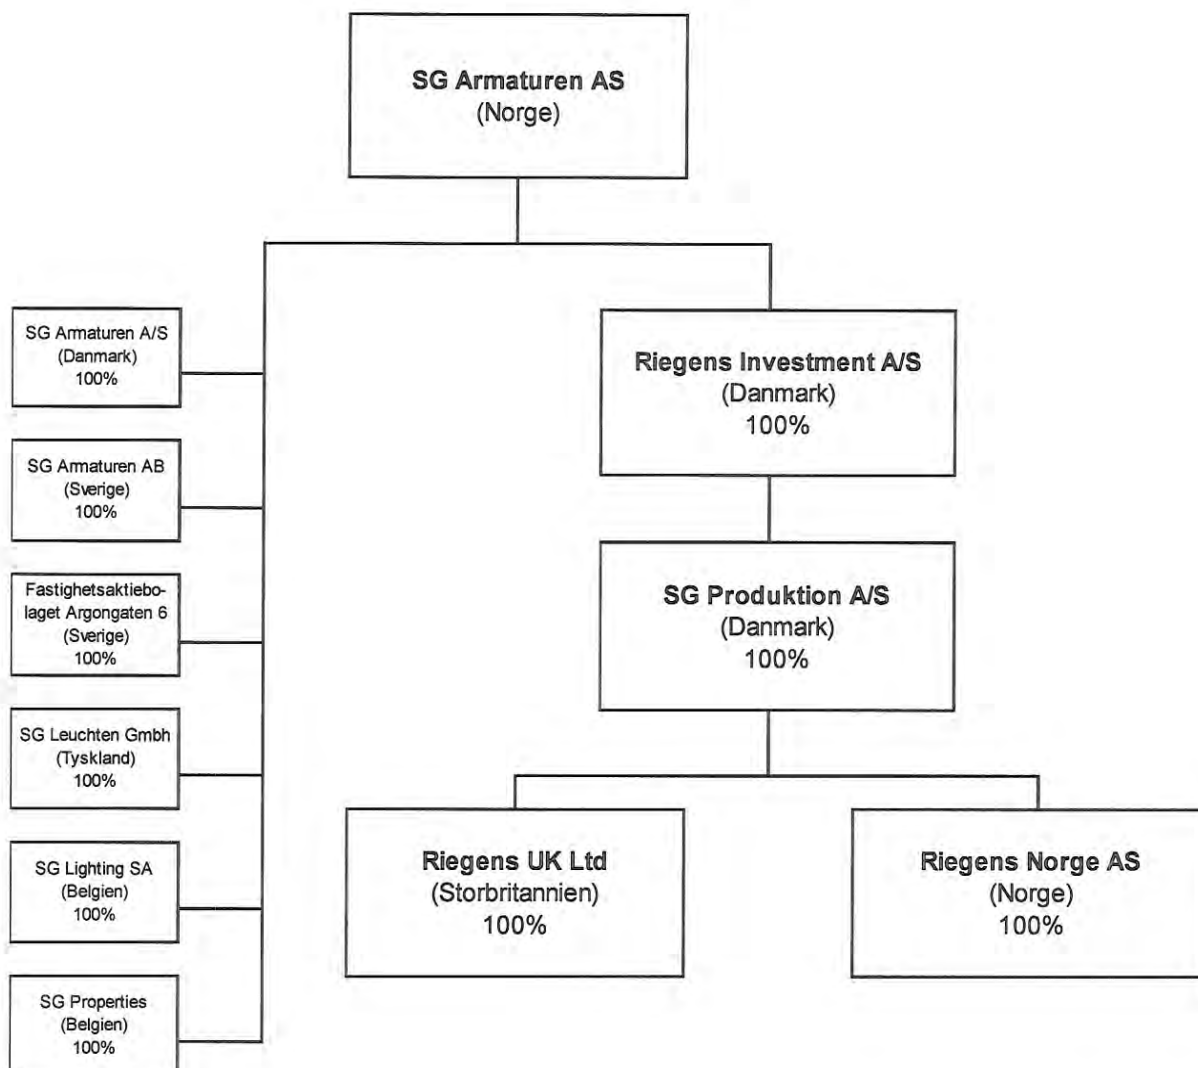 SG Armaturen AS
(Norge)
SG Armaturen A/S
(Danmark)
100%
SG Armaturen AB
(Sverige)
100%
Fastighetsaktiebo-
laget Argongaten 6
(Sverige)
100%
SG Leuchten Gmbh
(Tyskland)
100%
SG Lighting SA
(Belgien)
100%
SG Properties
(Belgien)
100%
Riegens Investment A/S
(Danmark)
100%
SG Produktion A/S
(Danmark)
100%
Riegens UK Ltd
(Storbritannien)
100%
Riegens Norge AS
(Norge)
100%